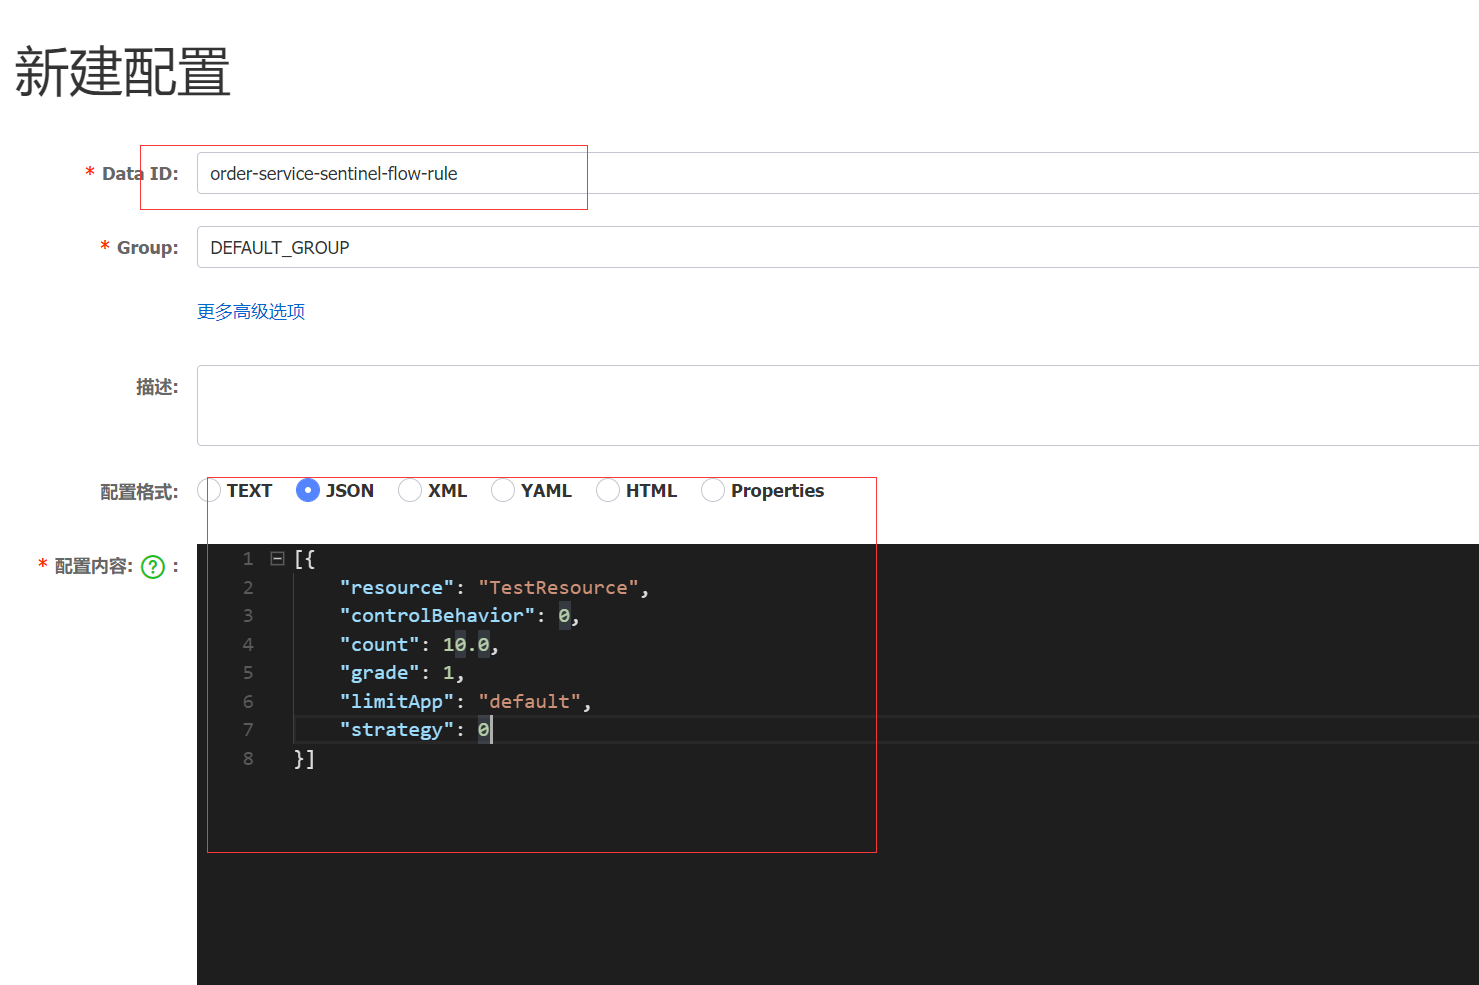 新建配置
* Data ID: order-service-sentinel-flow-rule
* Group: DEFAULT_GROUP
更多高级选项
描述:
配置格式: TEXT JSON XML YAML HTML Properties
* 配置内容: ? :
1 [{
2 "resource": "TestResource",
3 "controlBehavior": 0,
4 "count": 10.0,
5 "grade": 1,
6 "limitApp": "default",
7 "strategy": 0
8 }]